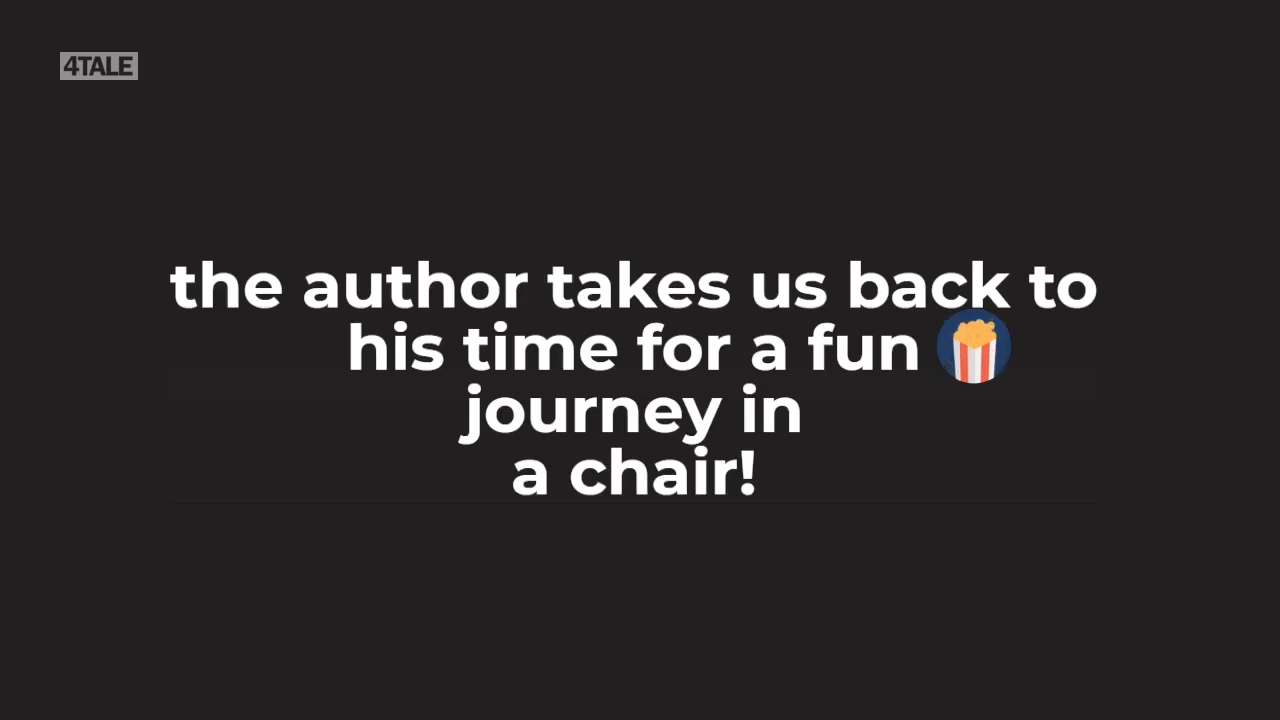 4TALE
the author takes us back to
his time for a fun
journey in
a chair!